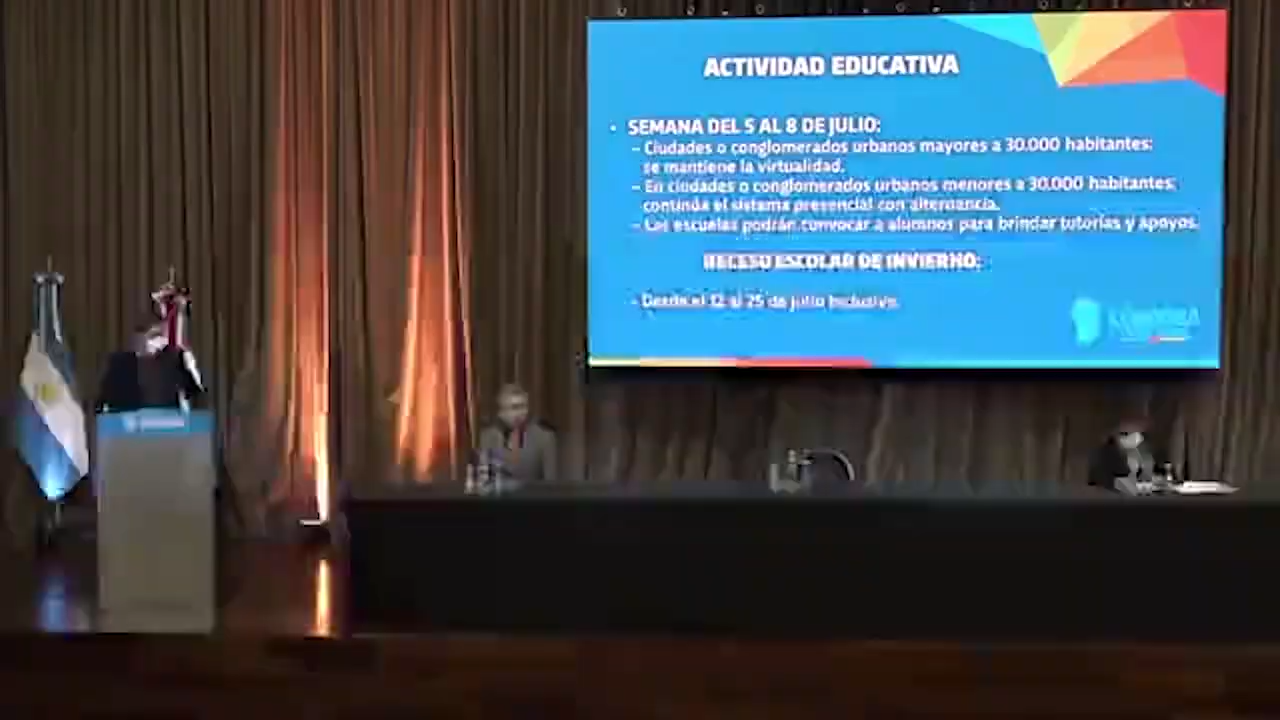 ACTIVIDAD EDUCATIVA
• SEMANA DEL 5 AL 8 DE JULIO:
– Ciudades o conglomerados urbanos mayores a 30.000 habitantes:
se mantiene la virtualidad.
– En ciudades o conglomerados urbanos menores a 30.000 habitantes:
continúa el sistema presencial con alternancia.
– Las escuelas podrán convocar a alumnos para brindar tutorías y apoyos.
RECESO ESCOLAR DE INVIERNO:
– Desde el 12 al 25 de julio inclusive.